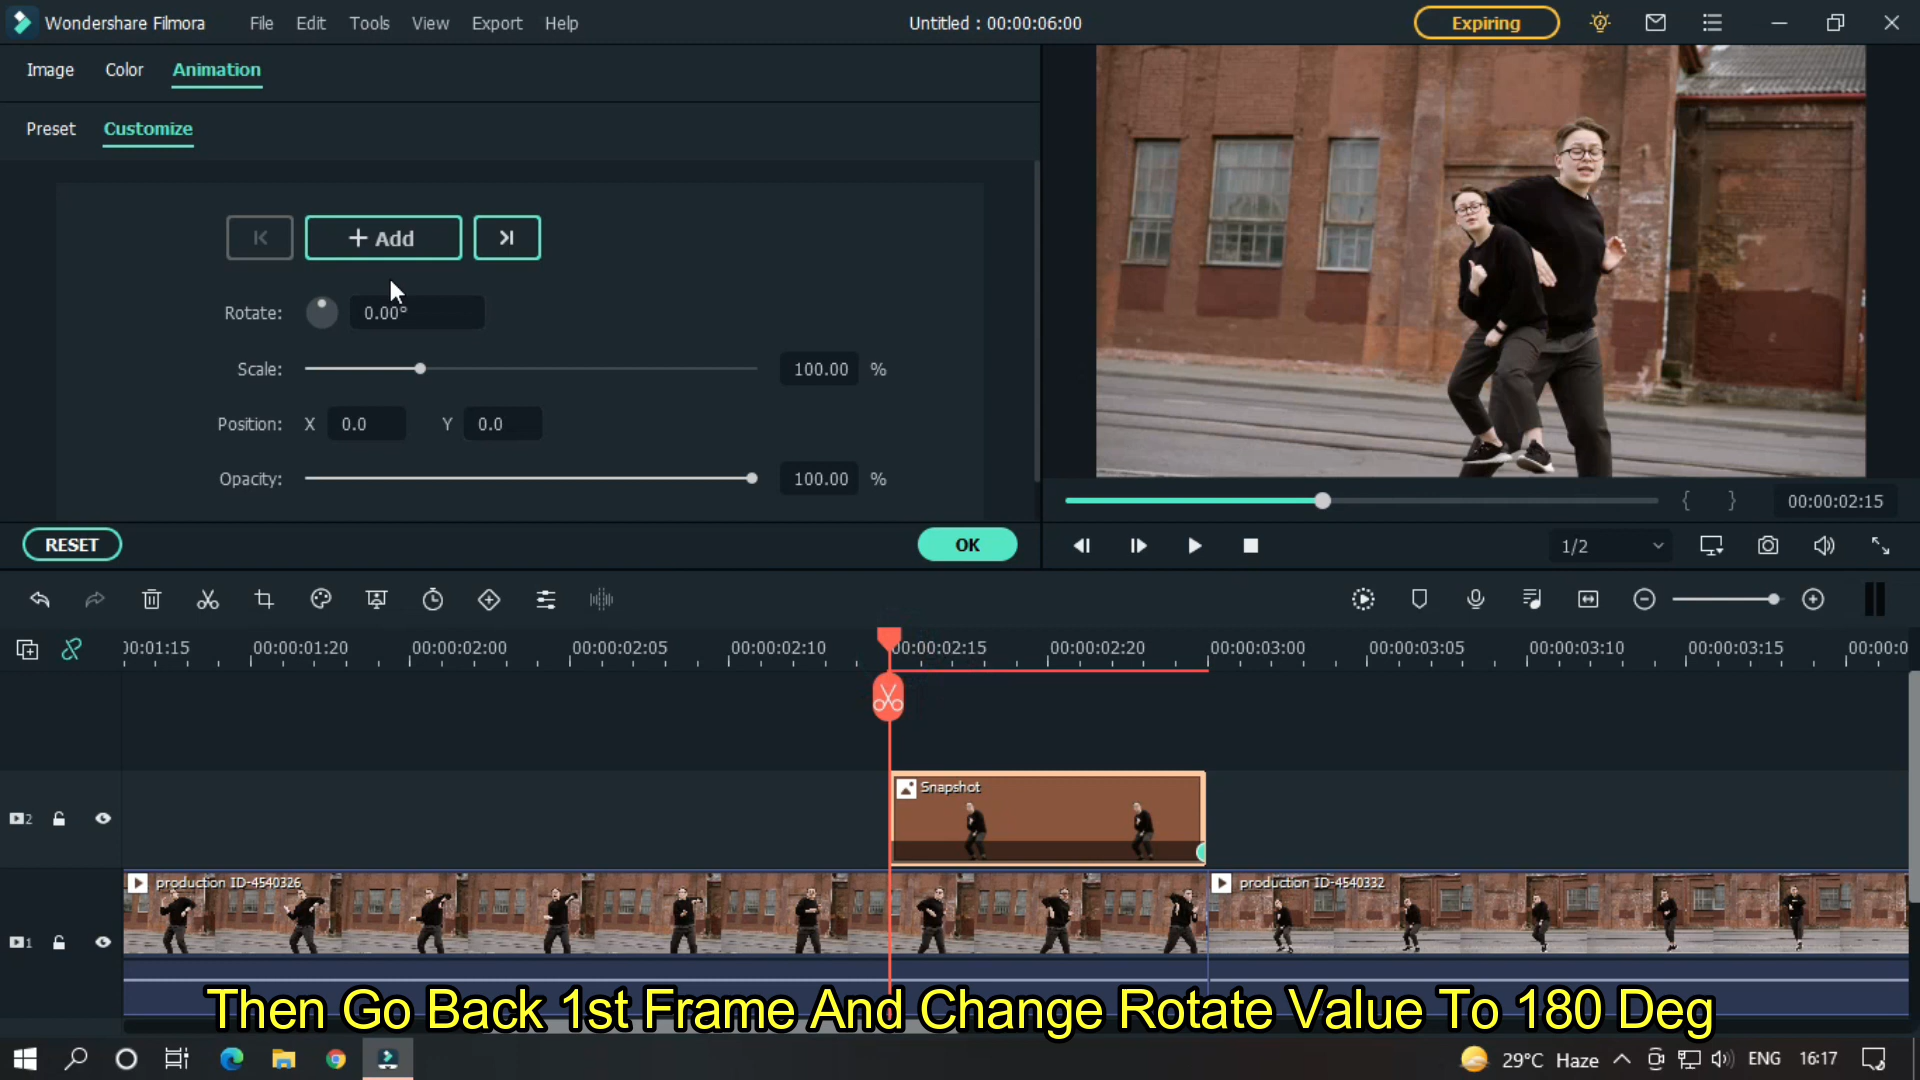 Wondershare Filmora File Edit Tools View Export Help Untitled : 00:00:06:00 Expiring
Image Color Animation
Preset Customize
+ Add
Rotate: 0.00°
Scale: 100.00 %
Position: X 0.0 Y 0.0
Opacity: 100.00 %
{ } 00:00:02:15
RESET OK 1/2
00:00:01:20 00:00:02:00 00:00:02:05 00:00:02:10 00:00:02:15 00:00:02:20 00:00:03:00 00:00:03:05 00:00:03:10 00:00:03:15
Snapshot
2
production ID-4540326 production ID-4540332
1
Then Go Back 1st Frame And Change Rotate Value To 180 Deg
29°C Haze ENG 16:17